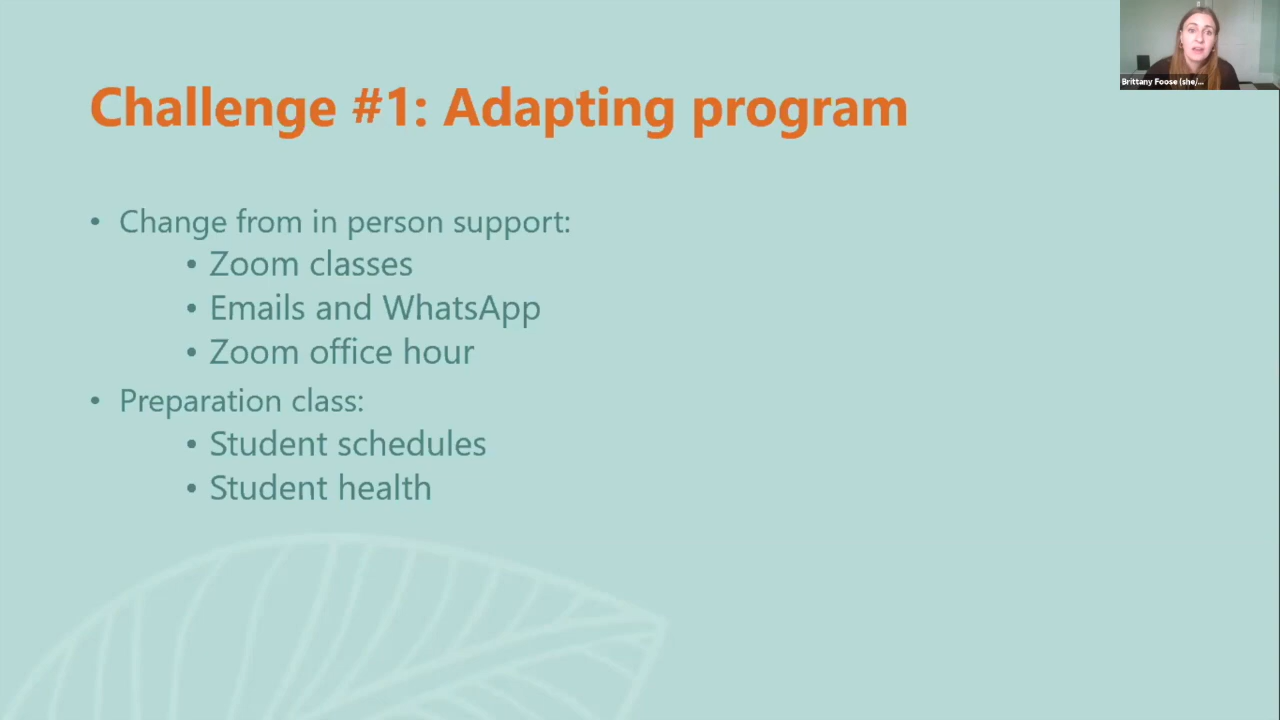 Challenge #1: Adapting program
• Change from in person support:
• Zoom classes
• Emails and WhatsApp
• Zoom office hour
• Preparation class:
• Student schedules
• Student health
Brittany Foose (she/...